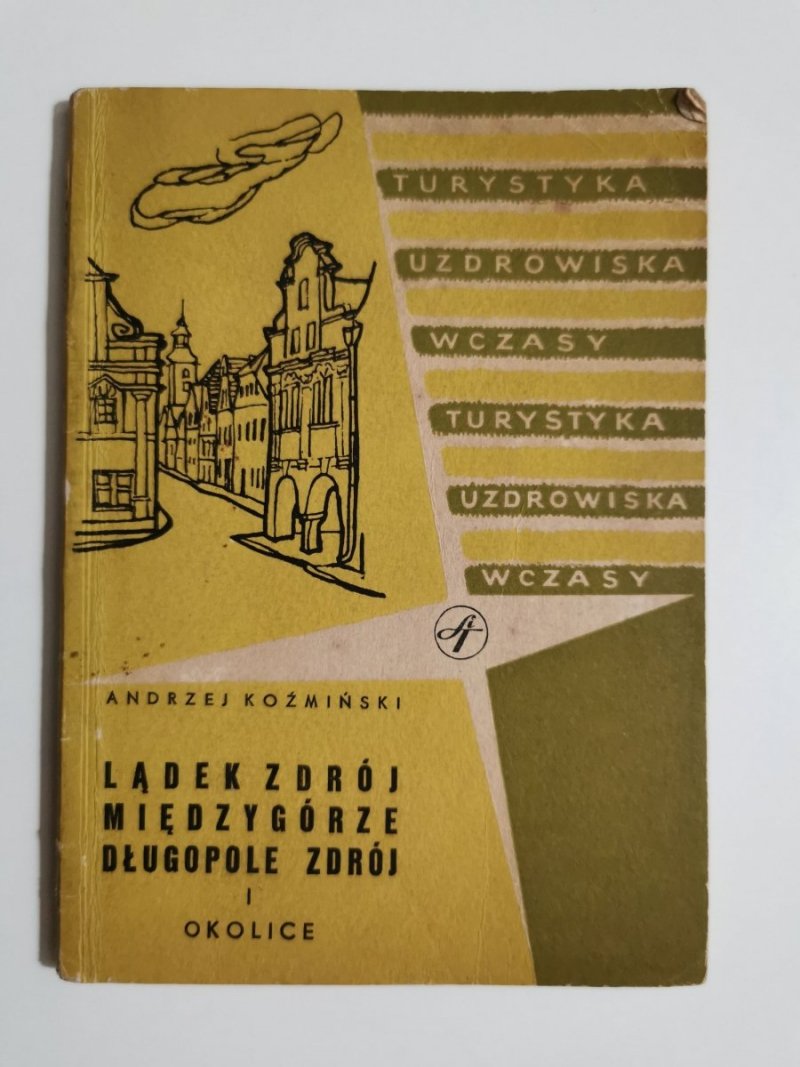 TURYSTYKA
UZDROWISKA
WCZASY
TURYSTYKA
UZDROWISKA
WCZASY
ANDRZEJ KOŹMIŃSKI
LĄDEK ZDRÓJ
MIĘDZYGÓRZE
DŁUGOPOLE ZDRÓJ
I
OKOLICE